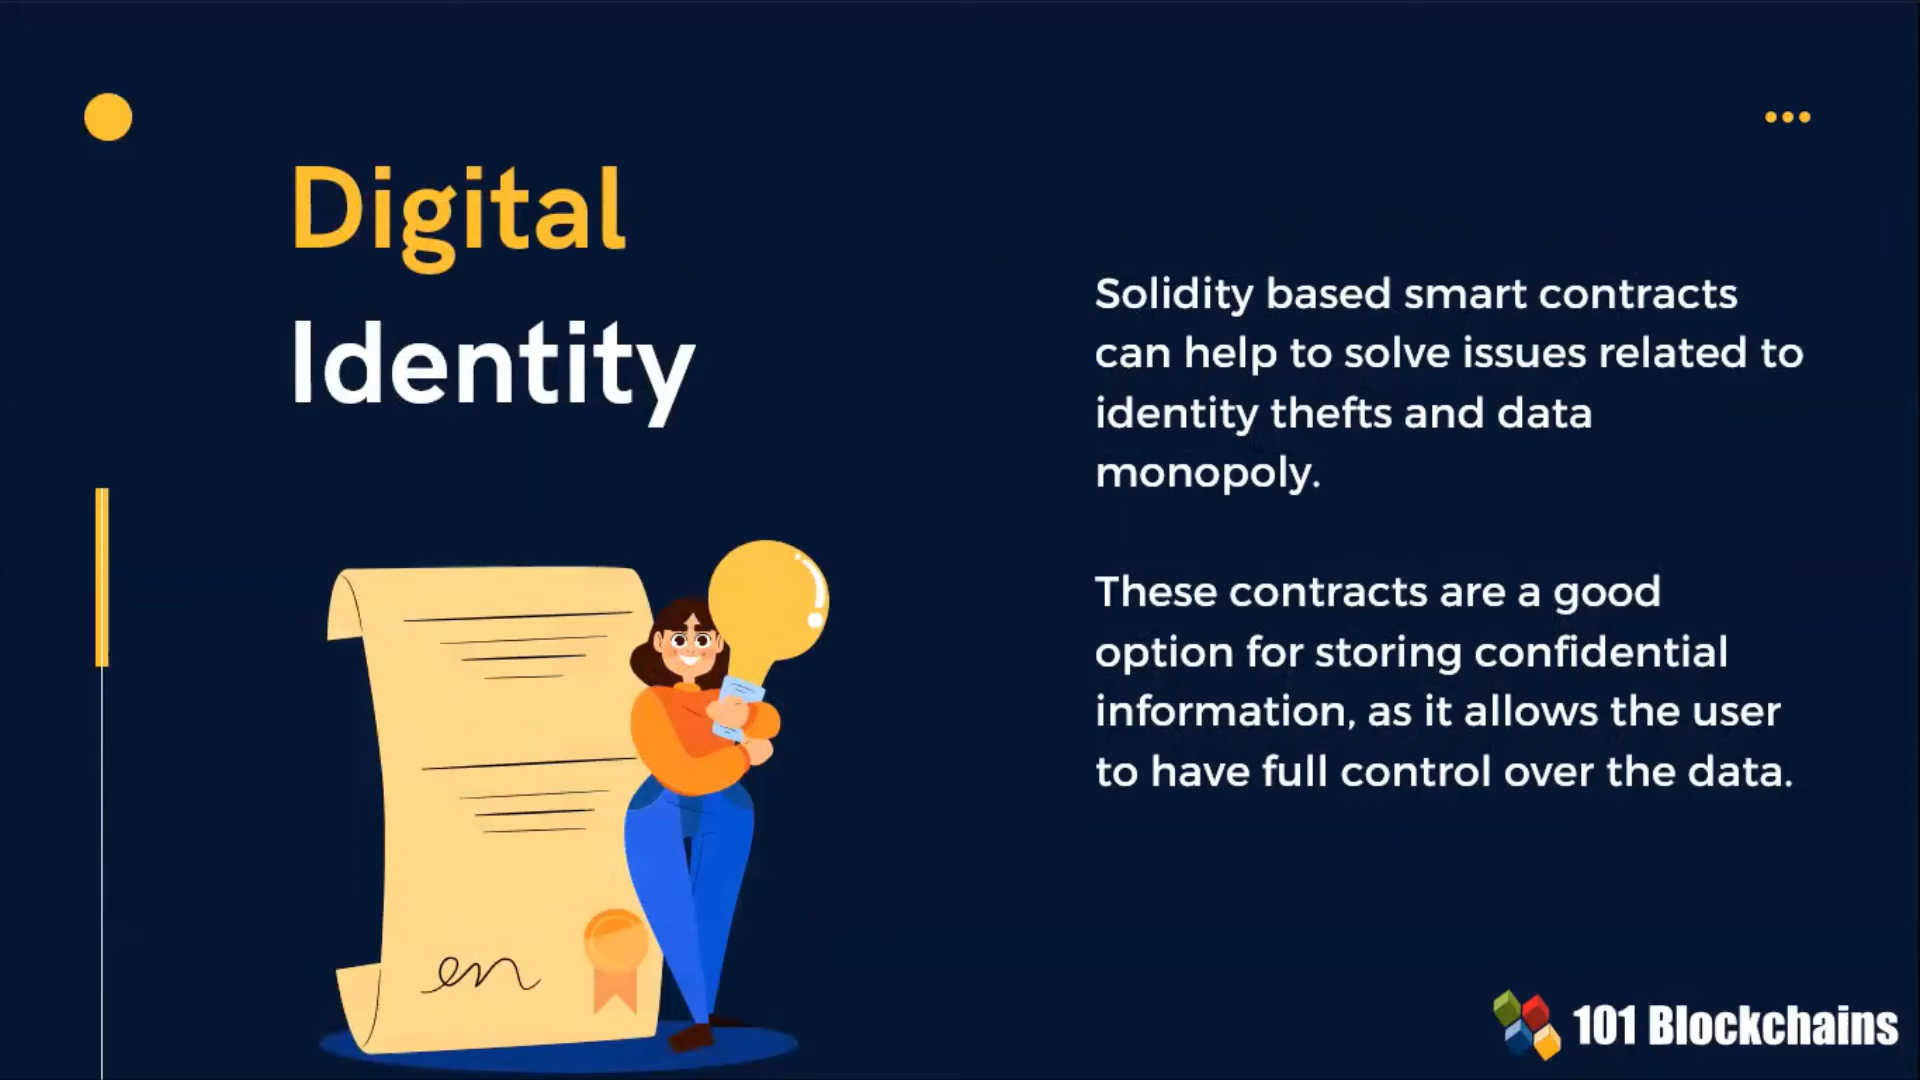 Digital
Identity
Solidity based smart contracts
can help to solve issues related to
identity thefts and data
monopoly.
These contracts are a good
option for storing confidential
information, as it allows the user
to have full control over the data.
101 Blockchains